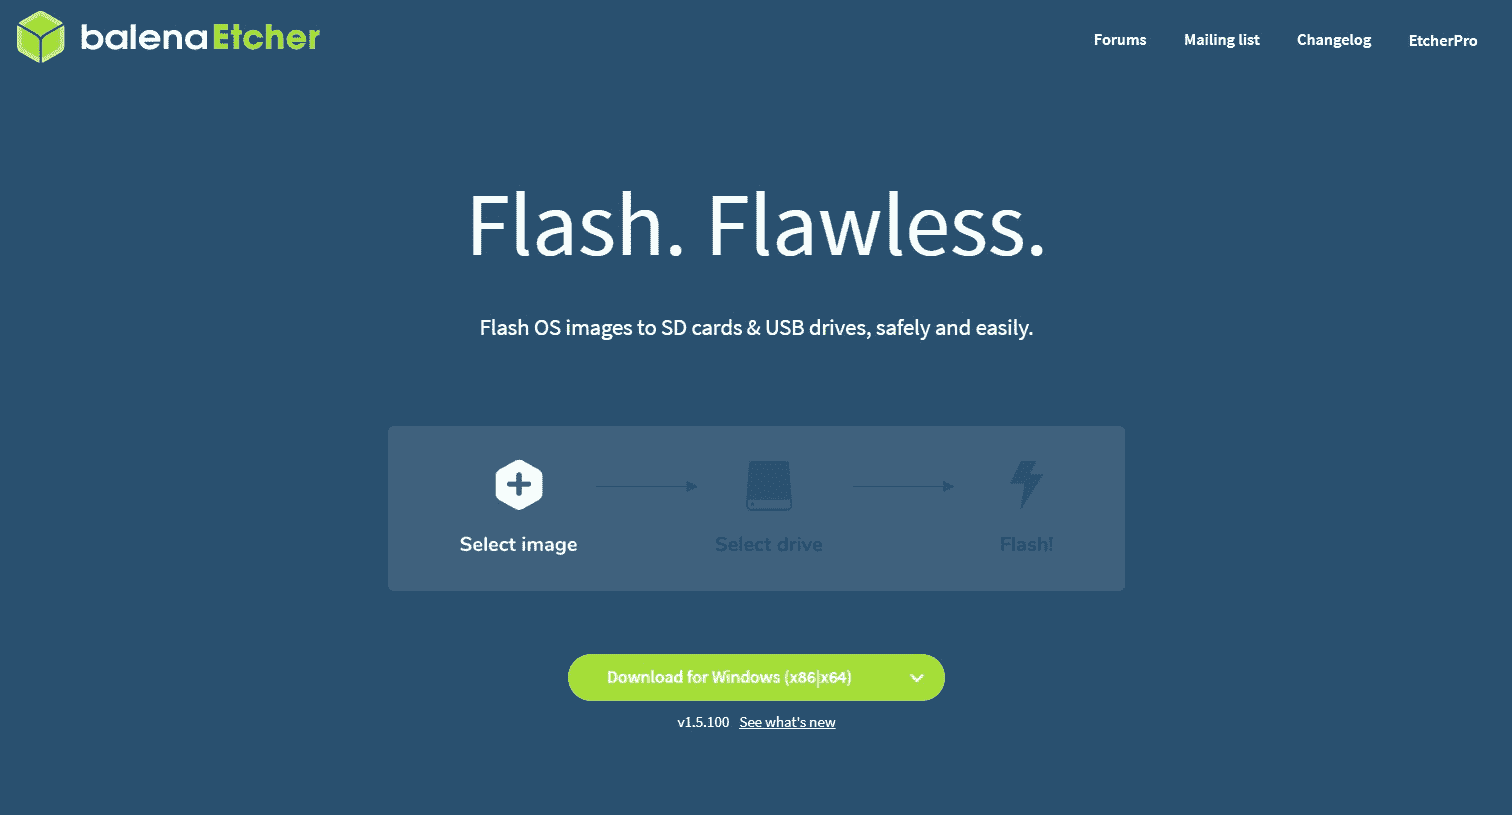 balenaEtcher
Forums
Mailing list
Changelog
EtcherPro
Flash. Flawless.
Flash OS images to SD cards & USB drives, safely and easily.
Select image
Select drive
Flash!
Download for Windows (x86|x64)
v1.5.100 See what's new